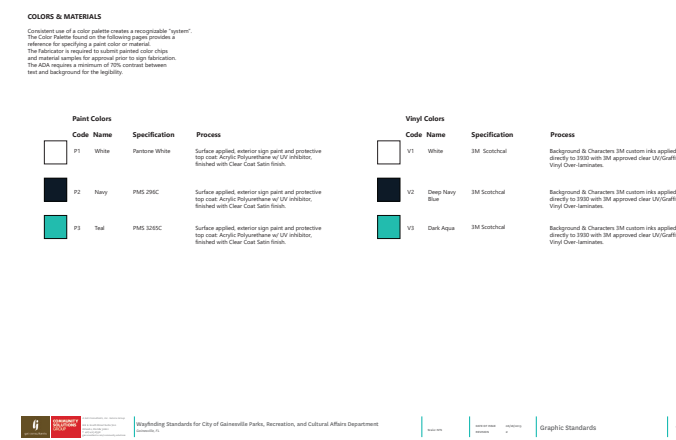 COLORS & MATERIALS
Consistent use of a color palette creates a recognizable "system".
The Color Palette found on the following pages provides a
reference for specifying a paint color or material.
The Fabricator is required to submit painted color chips
and material samples for approval prior to sign fabrication.
The ADA requires a minimum of 70% contrast between
text and background for the legibility.
Paint Colors
Code Name Specification Process
P1 White Pantone White Surface applied, exterior sign paint and protective
top coat: Acrylic Polyurethane w/ UV inhibitor,
finished with Clear Coat Satin finish.
P2 Navy PMS 296C Surface applied, exterior sign paint and protective
top coat: Acrylic Polyurethane w/ UV inhibitor,
finished with Clear Coat Satin finish.
P3 Teal PMS 3265C Surface applied, exterior sign paint and protective
top coat: Acrylic Polyurethane w/ UV inhibitor,
finished with Clear Coat Satin finish.
Vinyl Colors
Code Name Specification Process
V1 White 3M Scotchcal Background & Characters 3M custom inks applied
directly to 3930 with 3M approved clear UV/Graffi
Vinyl Over-laminates.
V2 Deep Navy 3M Scotchcal Background & Characters 3M custom inks applied
Blue directly to 3930 with 3M approved clear UV/Graffi
Vinyl Over-laminates.
V3 Dark Aqua 3M Scotchcal Background & Characters 3M custom inks applied
directly to 3930 with 3M approved clear UV/Graffi
Vinyl Over-laminates.
COMMUNITY
SOLUTIONS
GROUP
Wayfinding Standards for City of Gainesville Parks, Recreation, and Cultural Affairs Department
Gainesville, FL
Graphic Standards